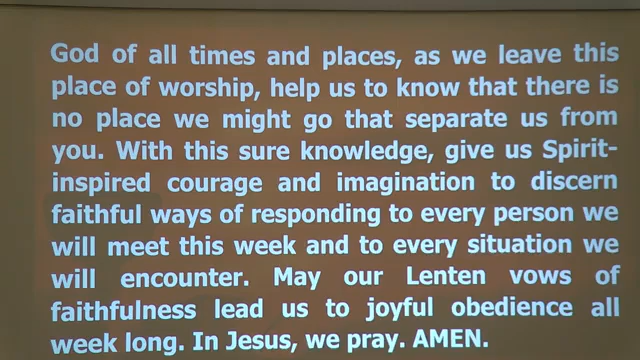 God of all times and places, as we leave this
place of worship, help us to know that there is
no place we might go that separate us from
you. With this sure knowledge, give us Spirit-
inspired courage and imagination to discern
faithful ways of responding to every person we
will meet this week and to every situation we
will encounter. May our Lenten vows of
faithfulness lead us to joyful obedience all
week long. In Jesus, we pray. AMEN.